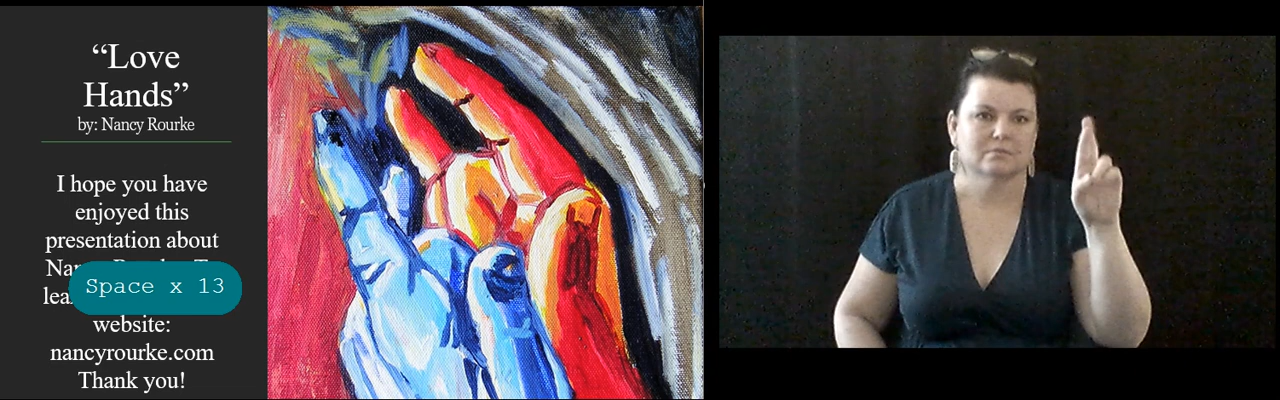 “Love
Hands”
by: Nancy Rourke
I hope you have
enjoyed this
presentation about
Space x 13
website:
nancyrourke.com
Thank you!